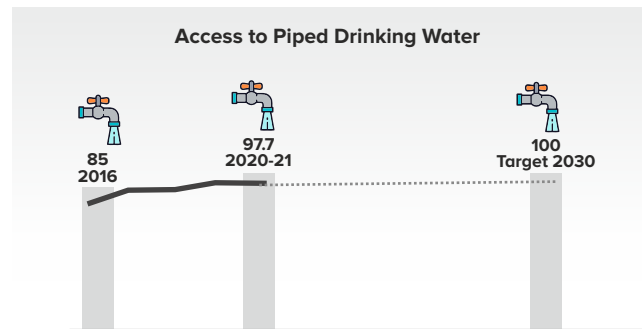 Access to Piped Drinking Water
85
2016
97.7
2020-21
100
Target 2030